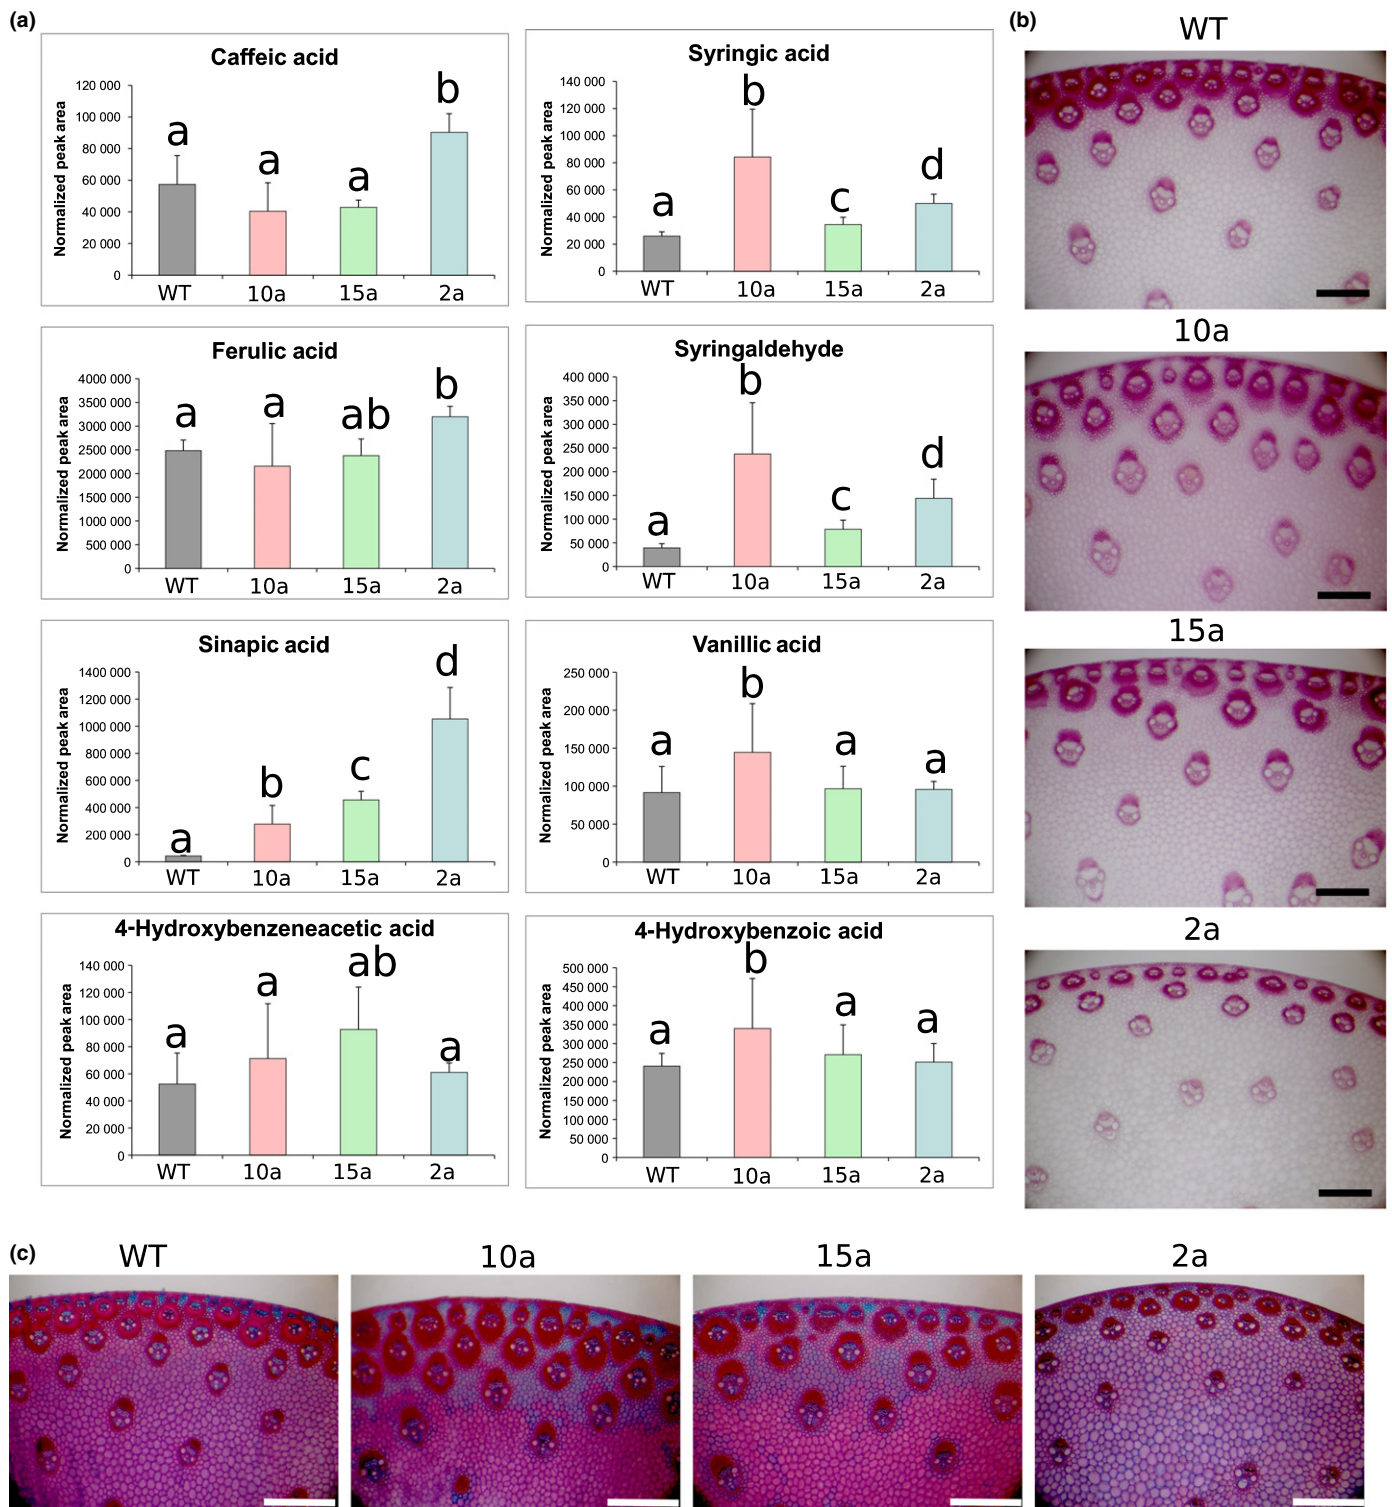 (a)
Caffeic acid
Normalized peak area
120 000
100 000
80 000
60 000
40 000
20 000
0
a
a
a
b
WT
10a
15a
2a
Syringic acid
Normalized peak area
140 000
120 000
100 000
80 000
60 000
40 000
20 000
0
a
b
c
d
WT
10a
15a
2a
Ferulic acid
Normalized peak area
4000 000
3500 000
3000 000
2500 000
2000 000
1500 000
1000 000
500 000
0
a
a
ab
b
WT
10a
15a
2a
Syringaldehyde
Normalized peak area
400 000
350 000
300 000
250 000
200 000
150 000
100 000
50 000
0
a
b
c
d
WT
10a
15a
2a
Sinapic acid
Normalized peak area
1400 000
1200 000
1000 000
800 000
600 000
400 000
200 000
0
a
b
c
d
WT
10a
15a
2a
Vanillic acid
Normalized peak area
250 000
200 000
150 000
100 000
50 000
0
a
b
a
a
WT
10a
15a
2a
4-Hydroxybenzeneacetic acid
Normalized peak area
140 000
120 000
100 000
80 000
60 000
40 000
20 000
0
a
a
ab
a
WT
10a
15a
2a
4-Hydroxybenzoic acid
Normalized peak area
500 000
450 000
400 000
350 000
300 000
250 000
200 000
150 000
100 000
50 000
0
a
b
a
a
WT
10a
15a
2a
(b)
WT
10a
15a
2a
(c)
WT
10a
15a
2a